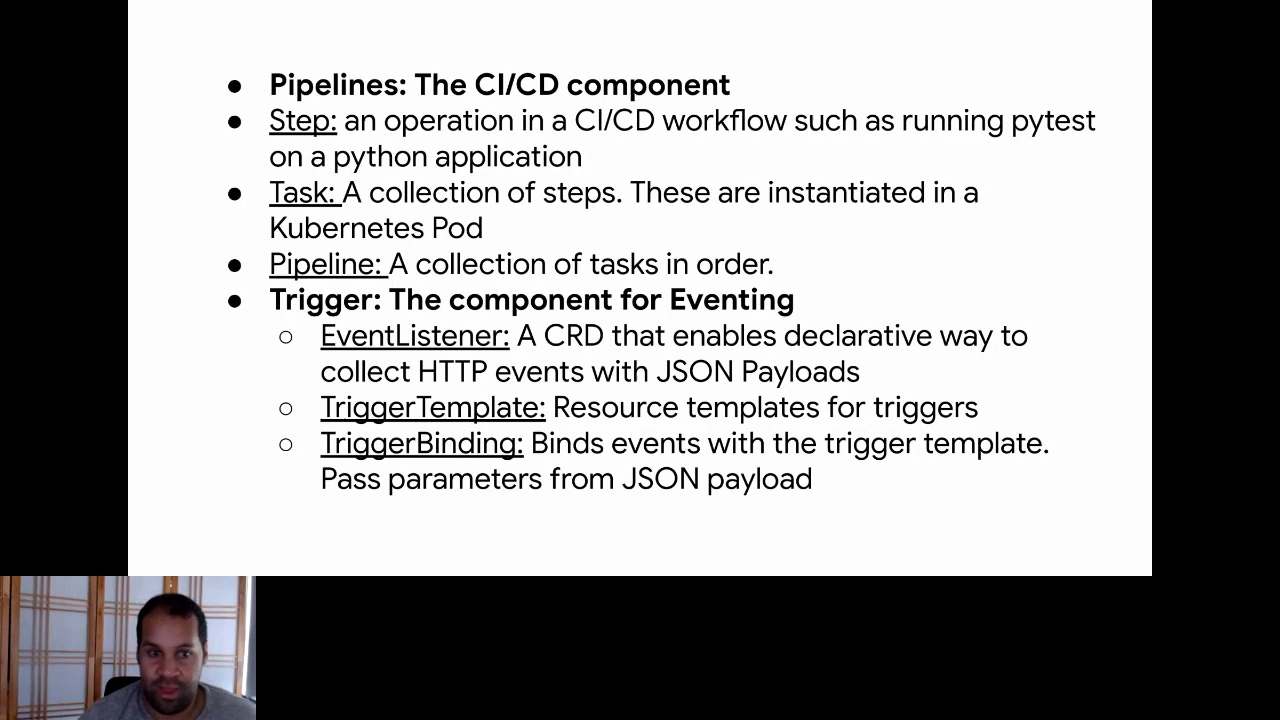 ● Pipelines: The CI/CD component
● Step: an operation in a CI/CD workflow such as running pytest
on a python application
● Task: A collection of steps. These are instantiated in a
Kubernetes Pod
● Pipeline: A collection of tasks in order.
● Trigger: The component for Eventing
○ EventListener: A CRD that enables declarative way to
collect HTTP events with JSON Payloads
○ TriggerTemplate: Resource templates for triggers
○ TriggerBinding: Binds events with the trigger template.
Pass parameters from JSON payload